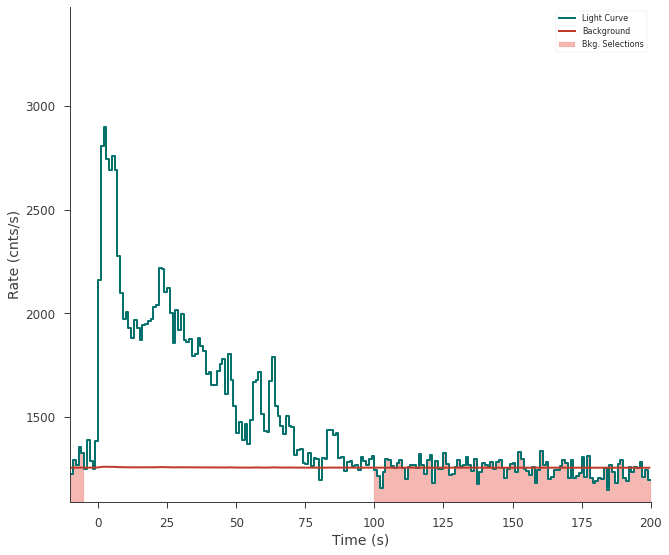 Light Curve
Background
Bkg. Selections
3000
2500
2000
1500
Rate (cnts/s)
0 25 50 75 100 125 150 175 200
Time (s)